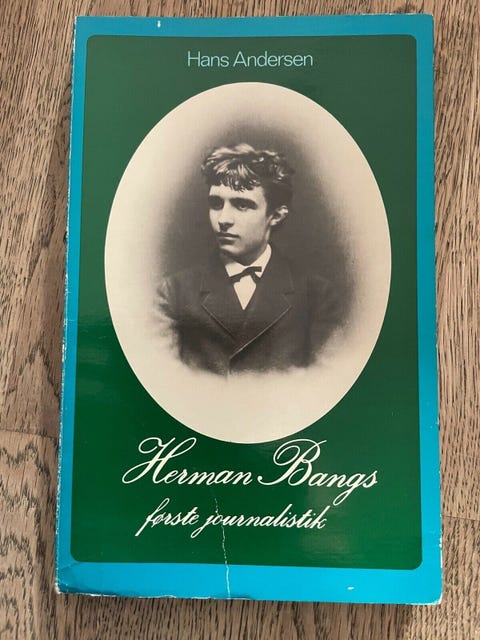 Hans Andersen
Herman Bangs
første journalistik